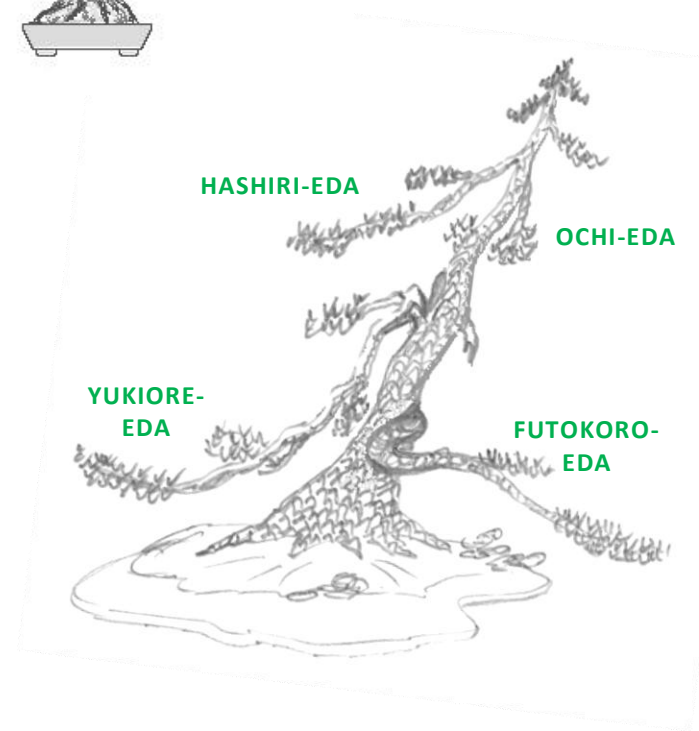 HASHIRI-EDA
OCHI-EDA
YUKIORE-
EDA
FUTOKORO-
EDA